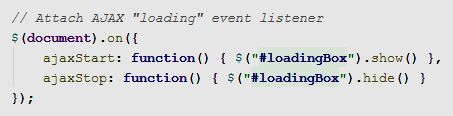 // Attach AJAX "loading" event listener
$(document).on({
    ajaxStart: function() { $("#loadingBox").show() },
    ajaxStop: function() { $("#loadingBox").hide() }
});